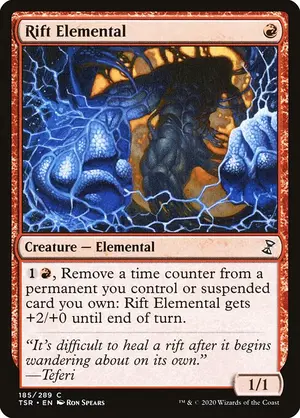 Rift Elemental
Creature — Elemental
1 R, Remove a time counter from a
permanent you control or suspended
card you own: Rift Elemental gets
+2/+0 until end of turn.
“It’s difficult to heal a rift after it begins
wandering about on its own.”
—Teferi
1/1
185/289 C
TSR • EN RON SPEARS
™ & © 2020 Wizards of the Coast